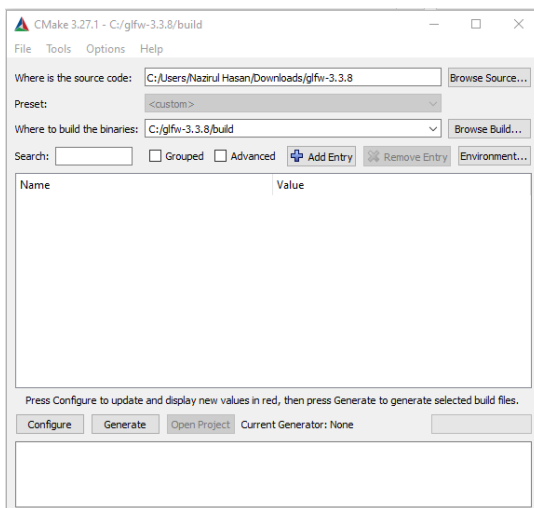 CMake 3.27.1 - C:/glfw-3.3.8/build
File Tools Options Help
Where is the source code: C:/Users/Nazirul Hasan/Downloads/glfw-3.3.8 Browse Source...
Preset: <custom>
Where to build the binaries: C:/glfw-3.3.8/build Browse Build...
Search: Grouped Advanced Add Entry Remove Entry Environment...
Name Value
Press Configure to update and display new values in red, then press Generate to generate selected build files.
Configure Generate Open Project Current Generator: None